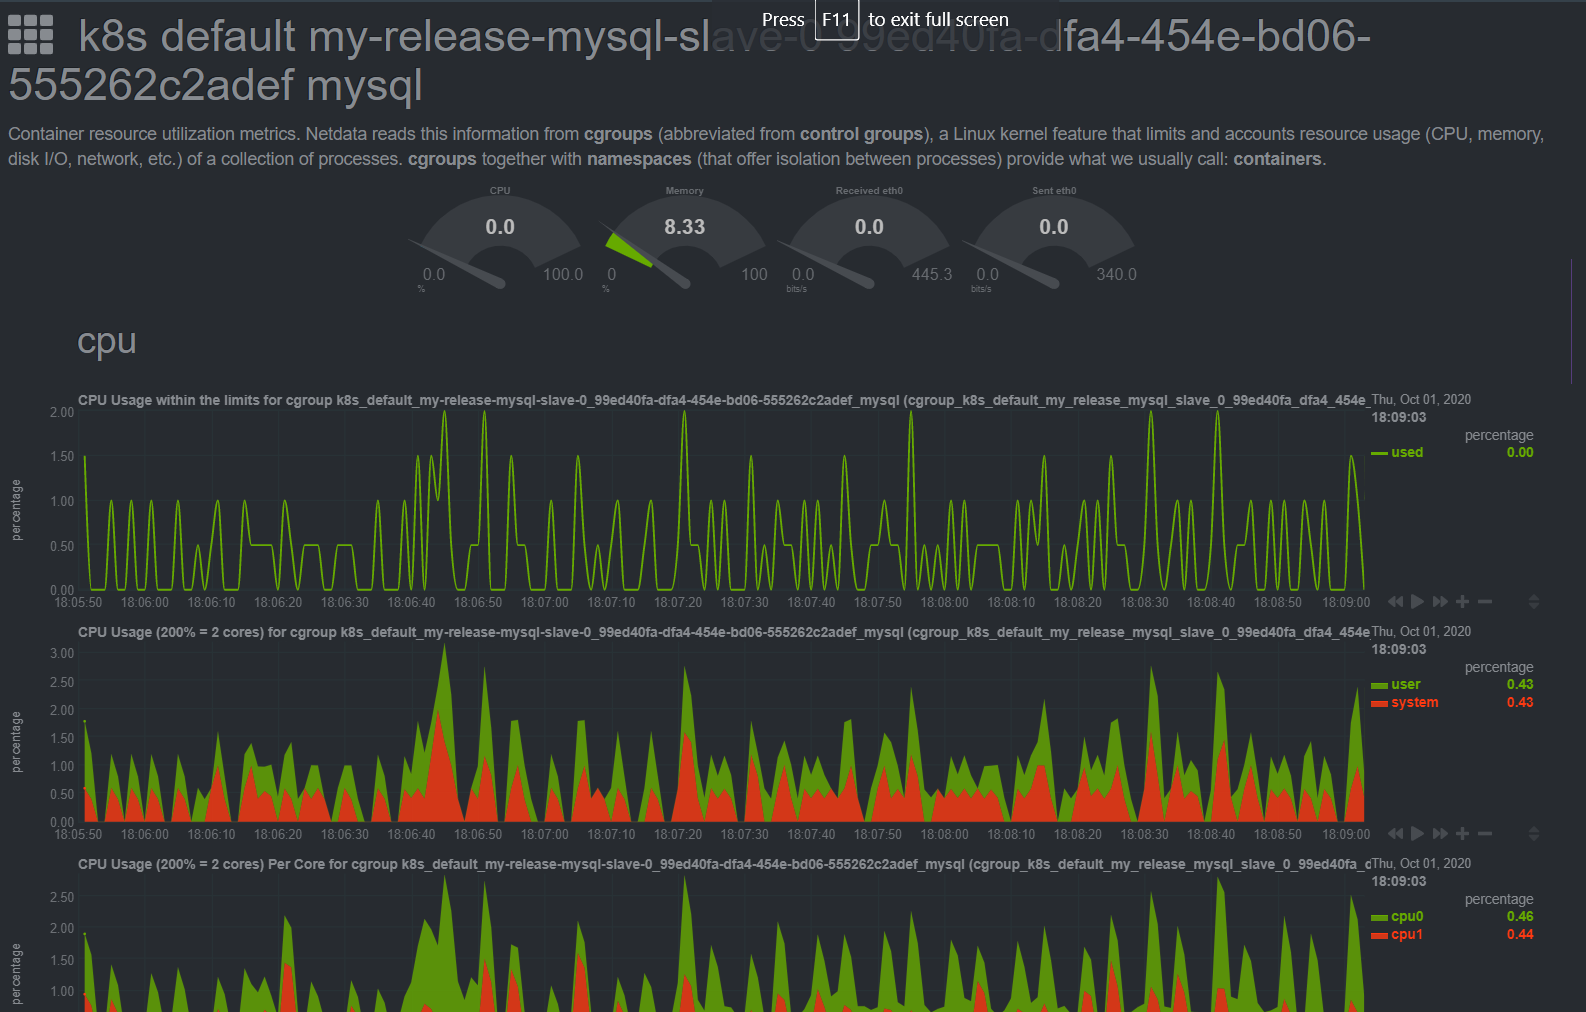 Press F11 to exit full screen
k8s default my-release-mysql-slave-0 99ed40fa-dfa4-454e-bd06-
555262c2adef mysql
Container resource utilization metrics. Netdata reads this information from cgroups (abbreviated from control groups), a Linux kernel feature that limits and accounts resource usage (CPU, memory,
disk I/O, network, etc.) of a collection of processes. cgroups together with namespaces (that offer isolation between processes) provide what we usually call: containers.
CPU Memory Received eth0 Sent eth0
0.0 8.33 0.0 0.0
0.0 100.0 0 100 0.0 445.3 0.0 340.0
% % bits/s bits/s
cpu
CPU Usage within the limits for cgroup k8s_default_my-release-mysql-slave-0_99ed40fa-dfa4-454e-bd06-555262c2adef_mysql (cgroup_k8s_default_my_release_mysql_slave_0_99ed40fa_dfa4_454e_
Thu, Oct 01, 2020
18:09:03
percentage
used 0.00
percentage
2.00
1.50
1.00
0.50
0.00
18:05:50 18:06:00 18:06:10 18:06:20 18:06:30 18:06:40 18:06:50 18:07:00 18:07:10 18:07:20 18:07:30 18:07:40 18:07:50 18:08:00 18:08:10 18:08:20 18:08:30 18:08:40 18:08:50 18:09:00
CPU Usage (200% = 2 cores) for cgroup k8s_default_my-release-mysql-slave-0_99ed40fa-dfa4-454e-bd06-555262c2adef_mysql (cgroup_k8s_default_my_release_mysql_slave_0_99ed40fa_dfa4_454e
Thu, Oct 01, 2020
18:09:03
percentage
user 0.43
system 0.43
percentage
3.00
2.50
2.00
1.50
1.00
0.50
0.00
18:05:50 18:06:00 18:06:10 18:06:20 18:06:30 18:06:40 18:06:50 18:07:00 18:07:10 18:07:20 18:07:30 18:07:40 18:07:50 18:08:00 18:08:10 18:08:20 18:08:30 18:08:40 18:08:50 18:09:00
CPU Usage (200% = 2 cores) Per Core for cgroup k8s_default_my-release-mysql-slave-0_99ed40fa-dfa4-454e-bd06-555262c2adef_mysql (cgroup_k8s_default_my_release_mysql_slave_0_99ed40fa_d
Thu, Oct 01, 2020
18:09:03
percentage
cpu0 0.46
cpu1 0.44
percentage
2.50
2.00
1.50
1.00